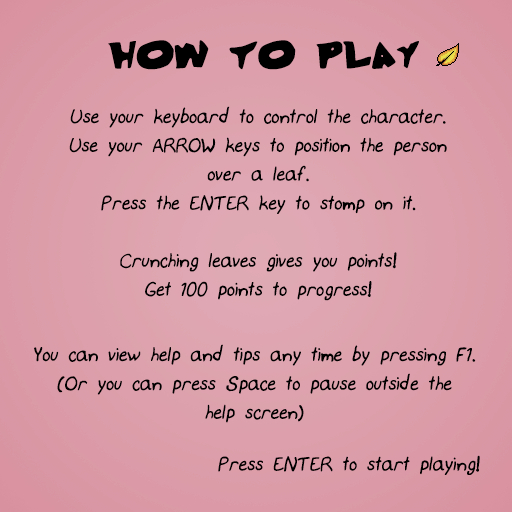 HOW TO PLAY
Use your keyboard to control the character.
Use your ARROW keys to position the person
over a leaf.
Press the ENTER key to stomp on it.
Crunching leaves gives you points!
Get 100 points to progress!
You can view help and tips any time by pressing F1.
(Or you can press Space to pause outside the
help screen)
Press ENTER to start playing!